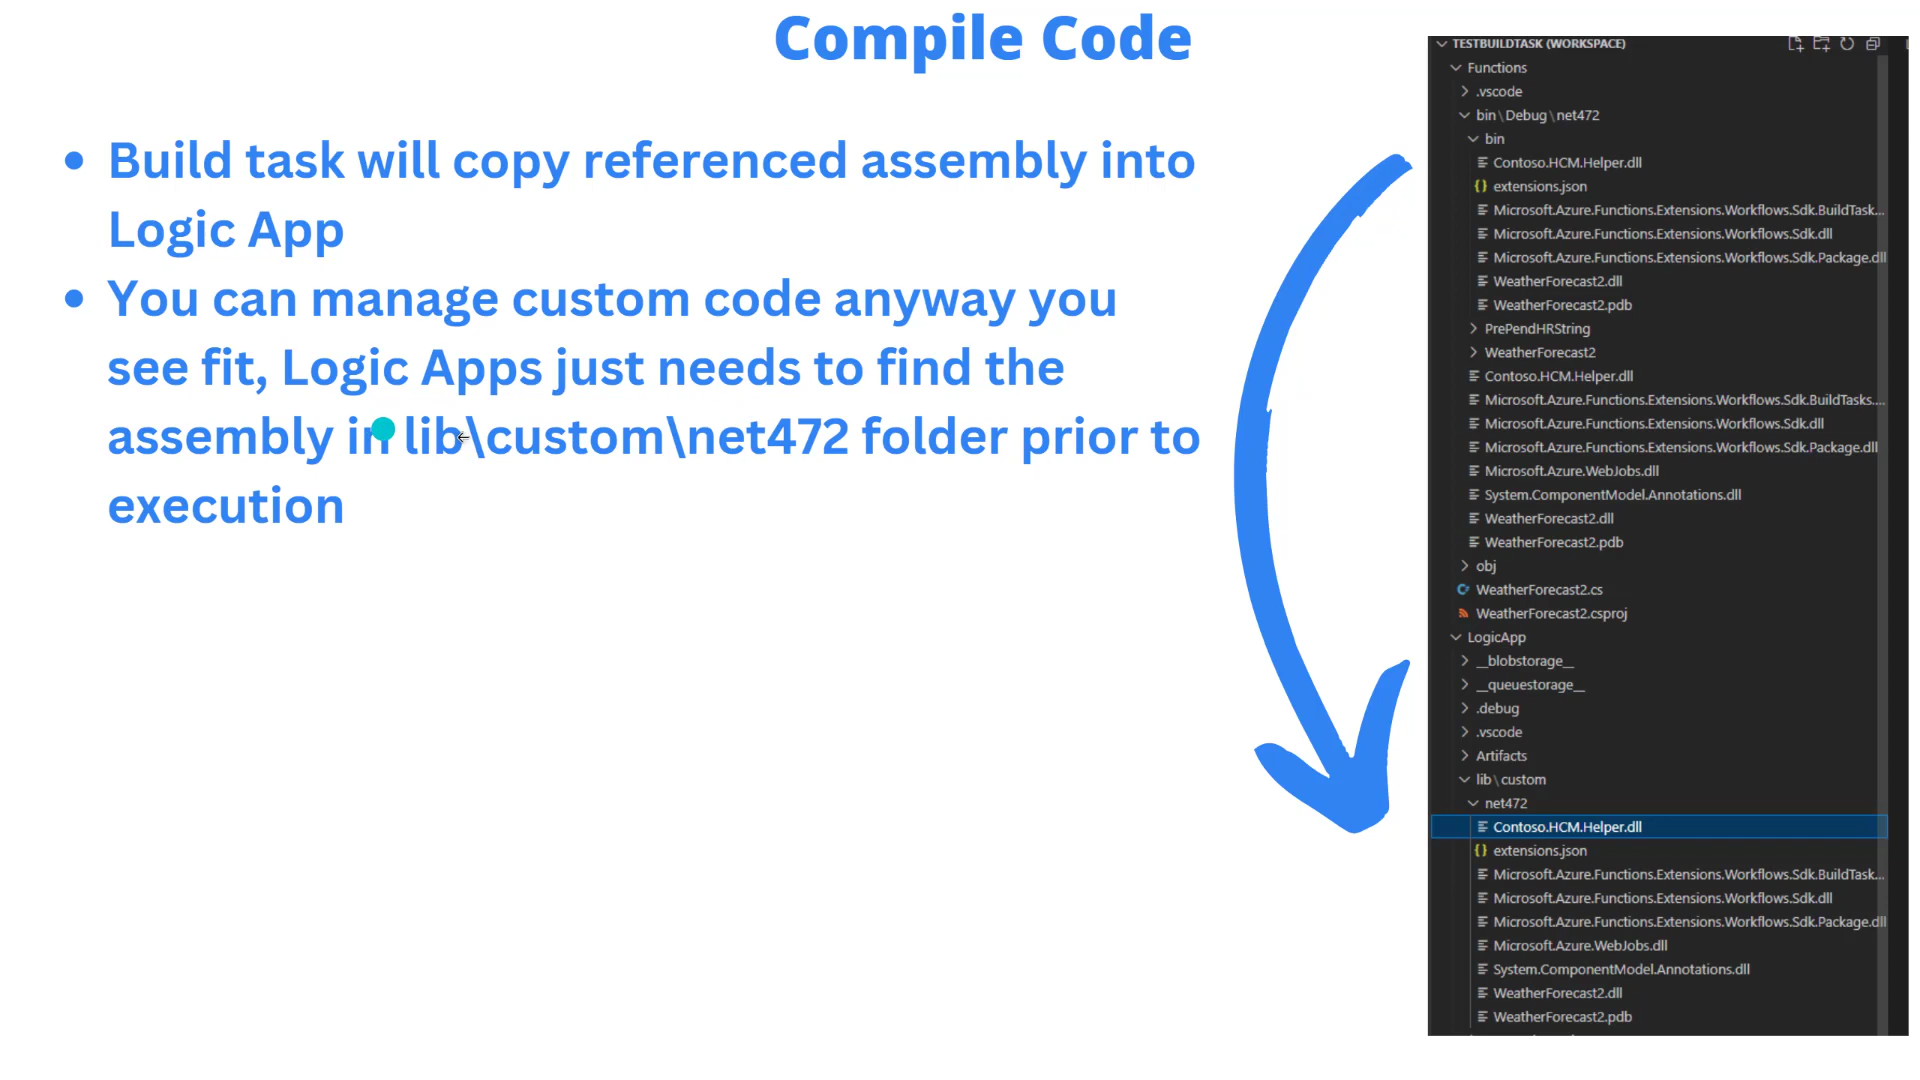 Compile Code
Build task will copy referenced assembly into
Logic App
You can manage custom code anyway you
see fit, Logic Apps just needs to find the
assembly in lib\custom\net472 folder prior to
execution
TESTBUILDTASK (WORKSPACE)
Functions
.vscode
bin\Debug\net472
bin
Contoso.HCM.Helper.dll
extensions.json
Microsoft.Azure.Functions.Extensions.Workflows.Sdk.BuildTask...
Microsoft.Azure.Functions.Extensions.Workflows.Sdk.dll
Microsoft.Azure.Functions.Extensions.Workflows.Sdk.Package.dll
WeatherForecast2.dll
WeatherForecast2.pdb
PrePendHRString
WeatherForecast2
Contoso.HCM.Helper.dll
Microsoft.Azure.Functions.Extensions.Workflows.Sdk.BuildTasks....
Microsoft.Azure.Functions.Extensions.Workflows.Sdk.dll
Microsoft.Azure.Functions.Extensions.Workflows.Sdk.Package.dll
Microsoft.Azure.WebJobs.dll
System.ComponentModel.Annotations.dll
WeatherForecast2.dll
WeatherForecast2.pdb
obj
WeatherForecast2.cs
WeatherForecast2.csproj
LogicApp
__blobstorage__
__queuestorage__
.debug
.vscode
Artifacts
lib\custom
net472
Contoso.HCM.Helper.dll
extensions.json
Microsoft.Azure.Functions.Extensions.Workflows.Sdk.BuildTask...
Microsoft.Azure.Functions.Extensions.Workflows.Sdk.dll
Microsoft.Azure.Functions.Extensions.Workflows.Sdk.Package.dll
Microsoft.Azure.WebJobs.dll
System.ComponentModel.Annotations.dll
WeatherForecast2.dll
WeatherForecast2.pdb